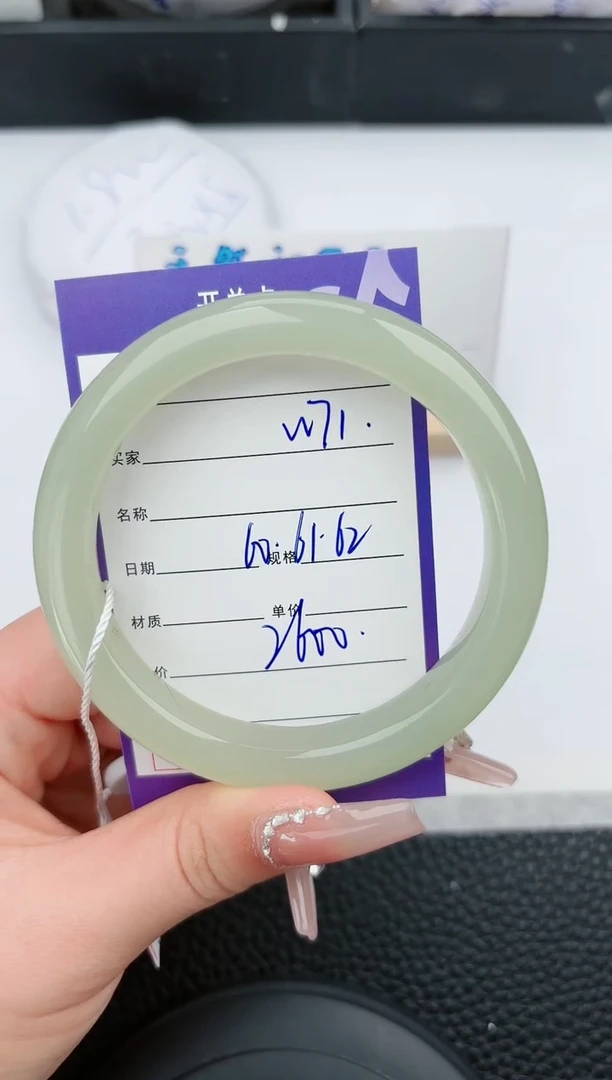 开单卡
W71.
买家
名称
60.61.62
日期 规格
材质 单价
2600.
价